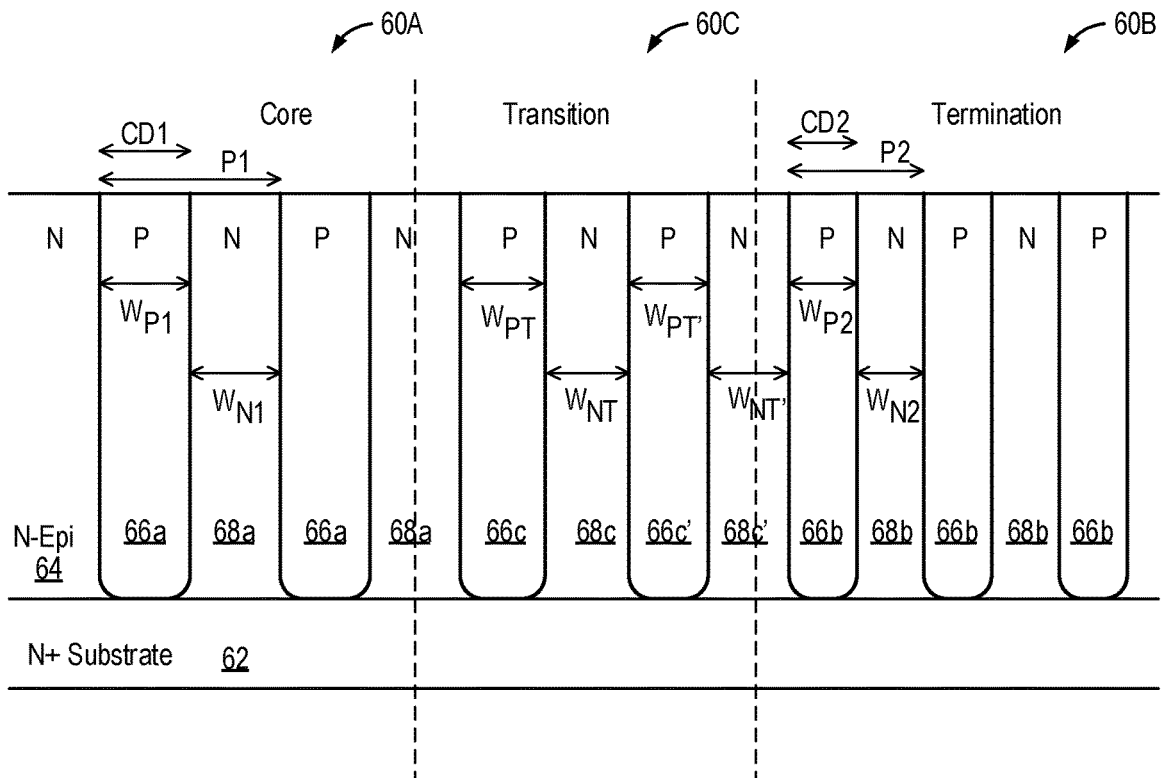 60A 60C 60B
Core Transition Termination
CD1 CD2
P1 P2
N P N P N P N P N P N P N P
WP1 WPT WPT' WP2
WN1 WNT WNT' WN2
66a 68a 66a 68a 66c 68c 66c' 68c' 66b 68b 66b 68b 66b
N-Epi
64
N+ Substrate 62